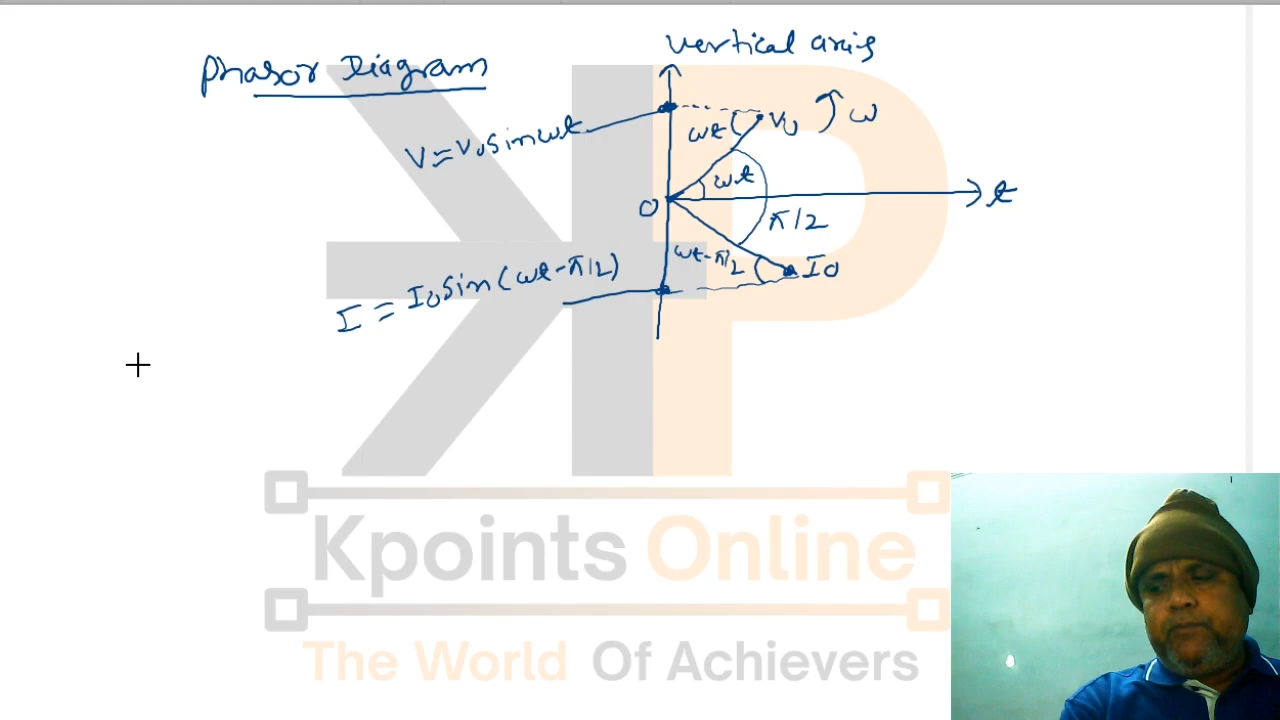 Phasor Diagram
vertical axis
V = V0 sin ωt
ωt
V0
ω
ωt
0
t
π/2
ωt-π/2
I0
I = I0 sin(ωt-π/2)
Kpoints Online
The World Of Achievers